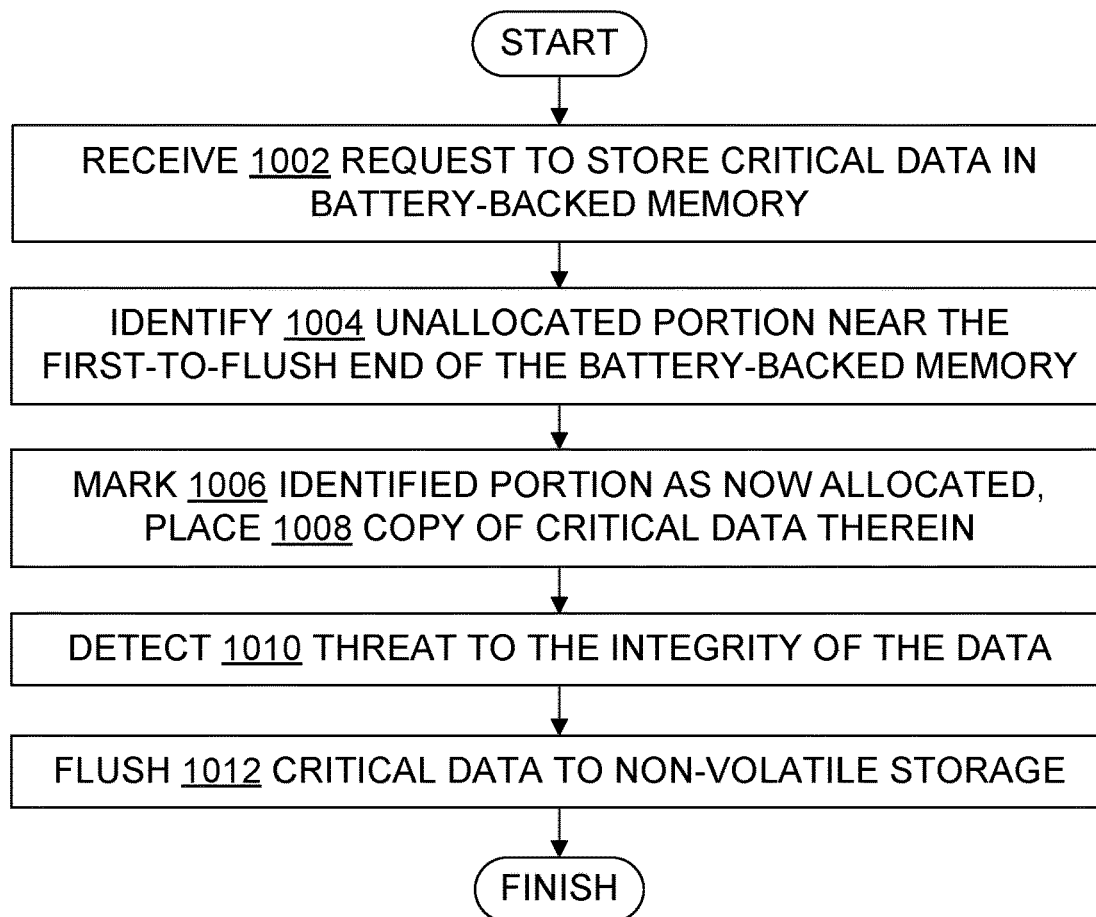 START
RECEIVE 1002 REQUEST TO STORE CRITICAL DATA IN
BATTERY-BACKED MEMORY
IDENTIFY 1004 UNALLOCATED PORTION NEAR THE
FIRST-TO-FLUSH END OF THE BATTERY-BACKED MEMORY
MARK 1006 IDENTIFIED PORTION AS NOW ALLOCATED,
PLACE 1008 COPY OF CRITICAL DATA THEREIN
DETECT 1010 THREAT TO THE INTEGRITY OF THE DATA
FLUSH 1012 CRITICAL DATA TO NON-VOLATILE STORAGE
FINISH